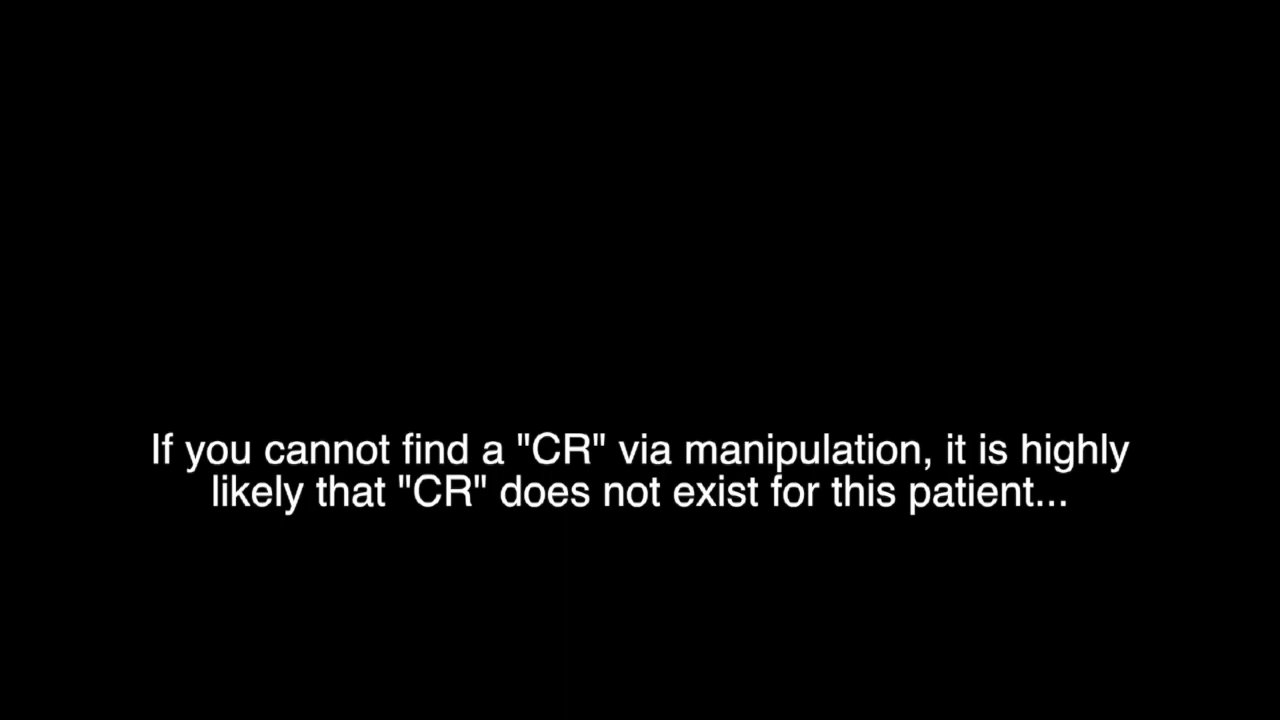 If you cannot find a "CR" via manipulation, it is highly
likely that "CR" does not exist for this patient...